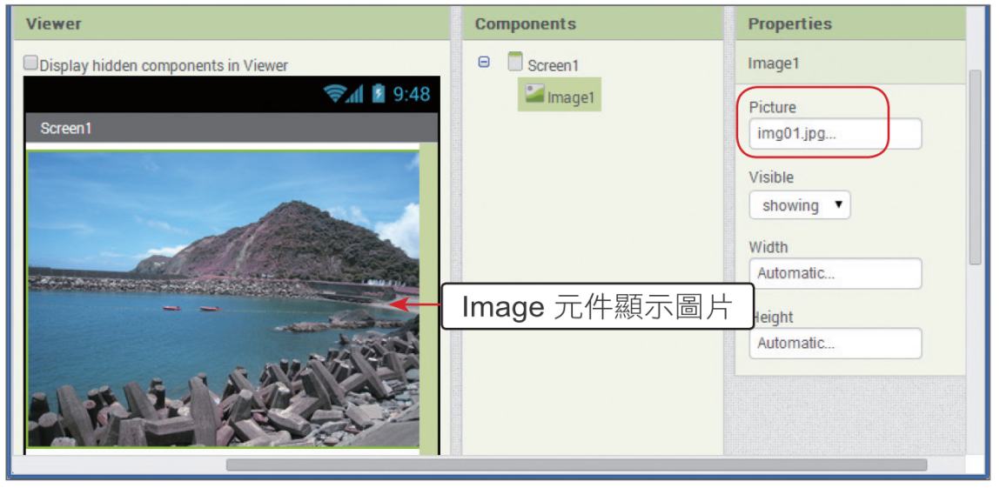 Viewer
Display hidden components in Viewer
9:48
Screen1
Components
Screen1
Image1
Image 元件顯示圖片
Properties
Image1
Picture
img01.jpg...
Visible
showing
Width
Automatic...
Height
Automatic...